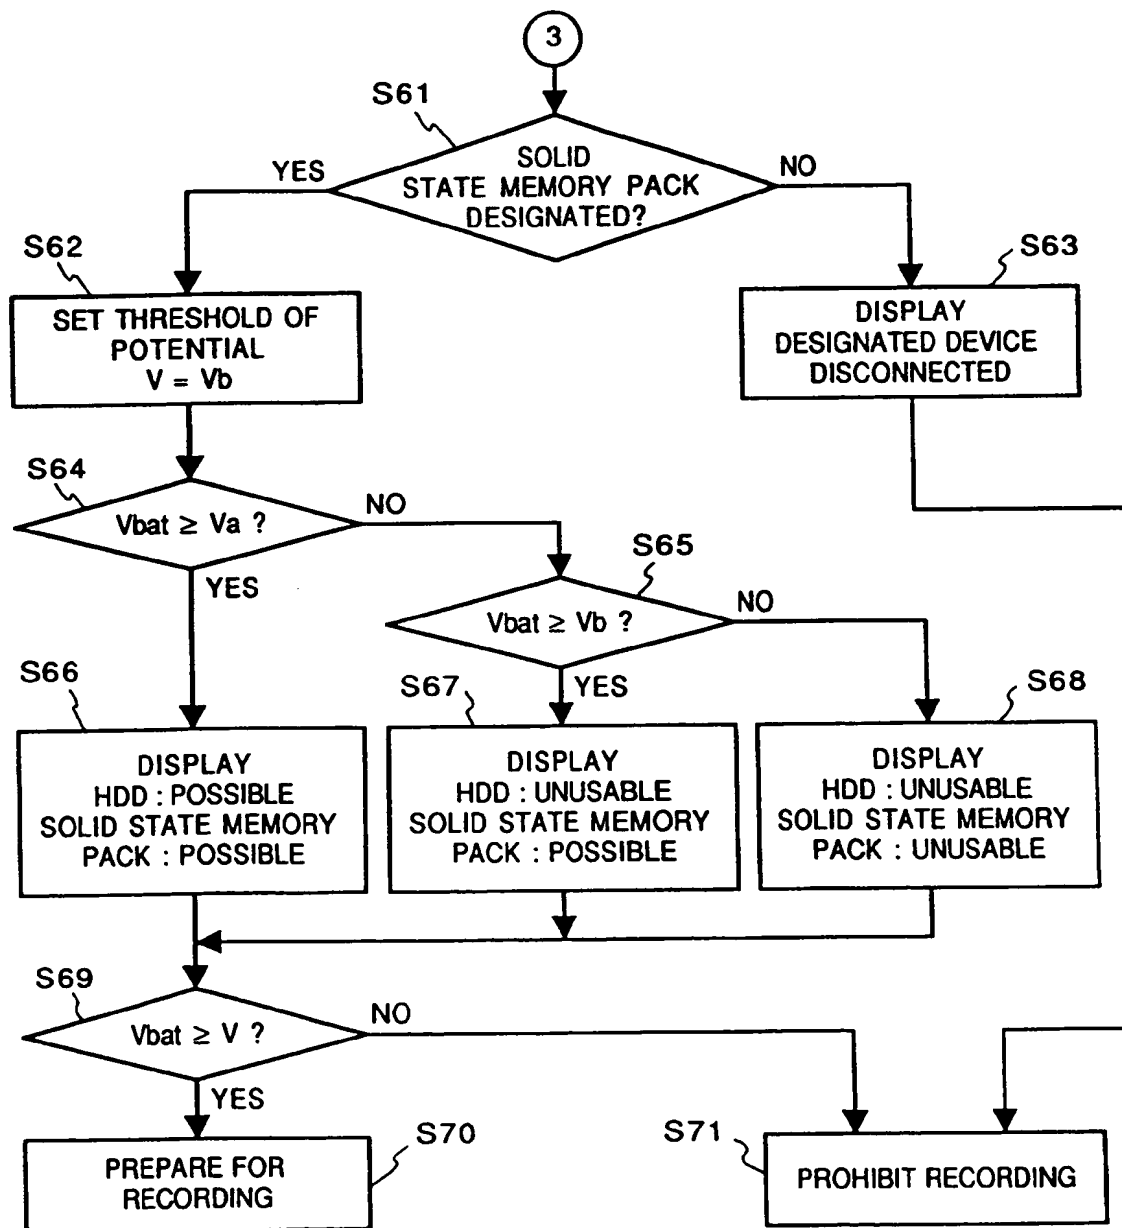 3
S61
SOLID
STATE MEMORY PACK
DESIGNATED?
YES
NO
S62
SET THRESHOLD OF
POTENTIAL
V = Vb
S63
DISPLAY
DESIGNATED DEVICE
DISCONNECTED
S64
Vbat ≥ Va ?
NO
YES
S65
Vbat ≥ Vb ?
NO
YES
S66
DISPLAY
HDD : POSSIBLE
SOLID STATE MEMORY
PACK : POSSIBLE
S67
DISPLAY
HDD : UNUSABLE
SOLID STATE MEMORY
PACK : POSSIBLE
S68
DISPLAY
HDD : UNUSABLE
SOLID STATE MEMORY
PACK : UNUSABLE
S69
Vbat ≥ V ?
NO
YES
S70
PREPARE FOR
RECORDING
S71
PROHIBIT RECORDING